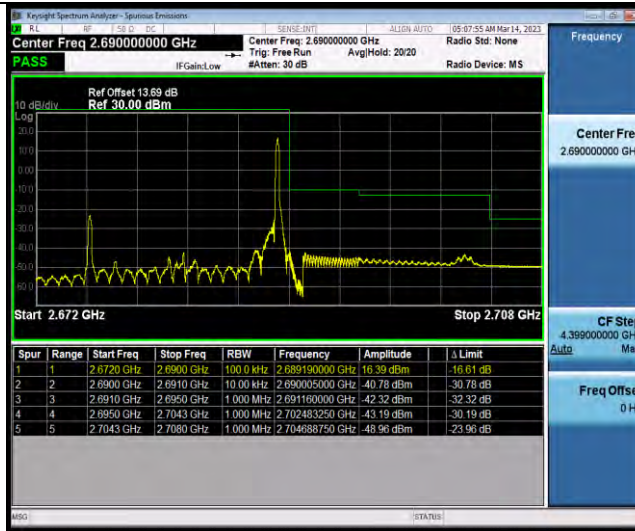 Keysight Spectrum Analyzer - Spurious Emissions
RL RF 50 Ω DC SENSE:INT ALIGN AUTO 05:07:55 AM Mar 14, 2023
Center Freq 2.690000000 GHz
PASS
IFGain:Low
Center Freq: 2.690000000 GHz
Trig: Free Run Avg|Hold: 20/20
#Atten: 30 dB
Radio Std: None
Radio Device: MS
Frequency
Ref Offset 13.69 dB
10 dB/div Ref 30.00 dBm
Log
20.0
10.0
0.00
-10.0
-20.0
-30.0
-40.0
-50.0
-60.0
Start 2.672 GHz Stop 2.708 GHz
Center Fre
2.690000000 GH
CF Ste
4.399000000 GH
Auto Ma
Freq Offse
0 H
Spur Range Start Freq Stop Freq RBW Frequency Amplitude Δ Limit
1 1 2.6720 GHz 2.6900 GHz 100.0 kHz 2.689190000 GHz 16.39 dBm -16.61 dB
2 2 2.6900 GHz 2.6910 GHz 10.00 kHz 2.690005000 GHz -40.78 dBm -30.78 dB
3 3 2.6910 GHz 2.6950 GHz 1.000 MHz 2.691160000 GHz -42.32 dBm -32.32 dB
4 4 2.6950 GHz 2.7043 GHz 1.000 MHz 2.702483250 GHz -43.19 dBm -30.19 dB
5 5 2.7043 GHz 2.7080 GHz 1.000 MHz 2.704688750 GHz -48.96 dBm -23.96 dB
MSG STATUS